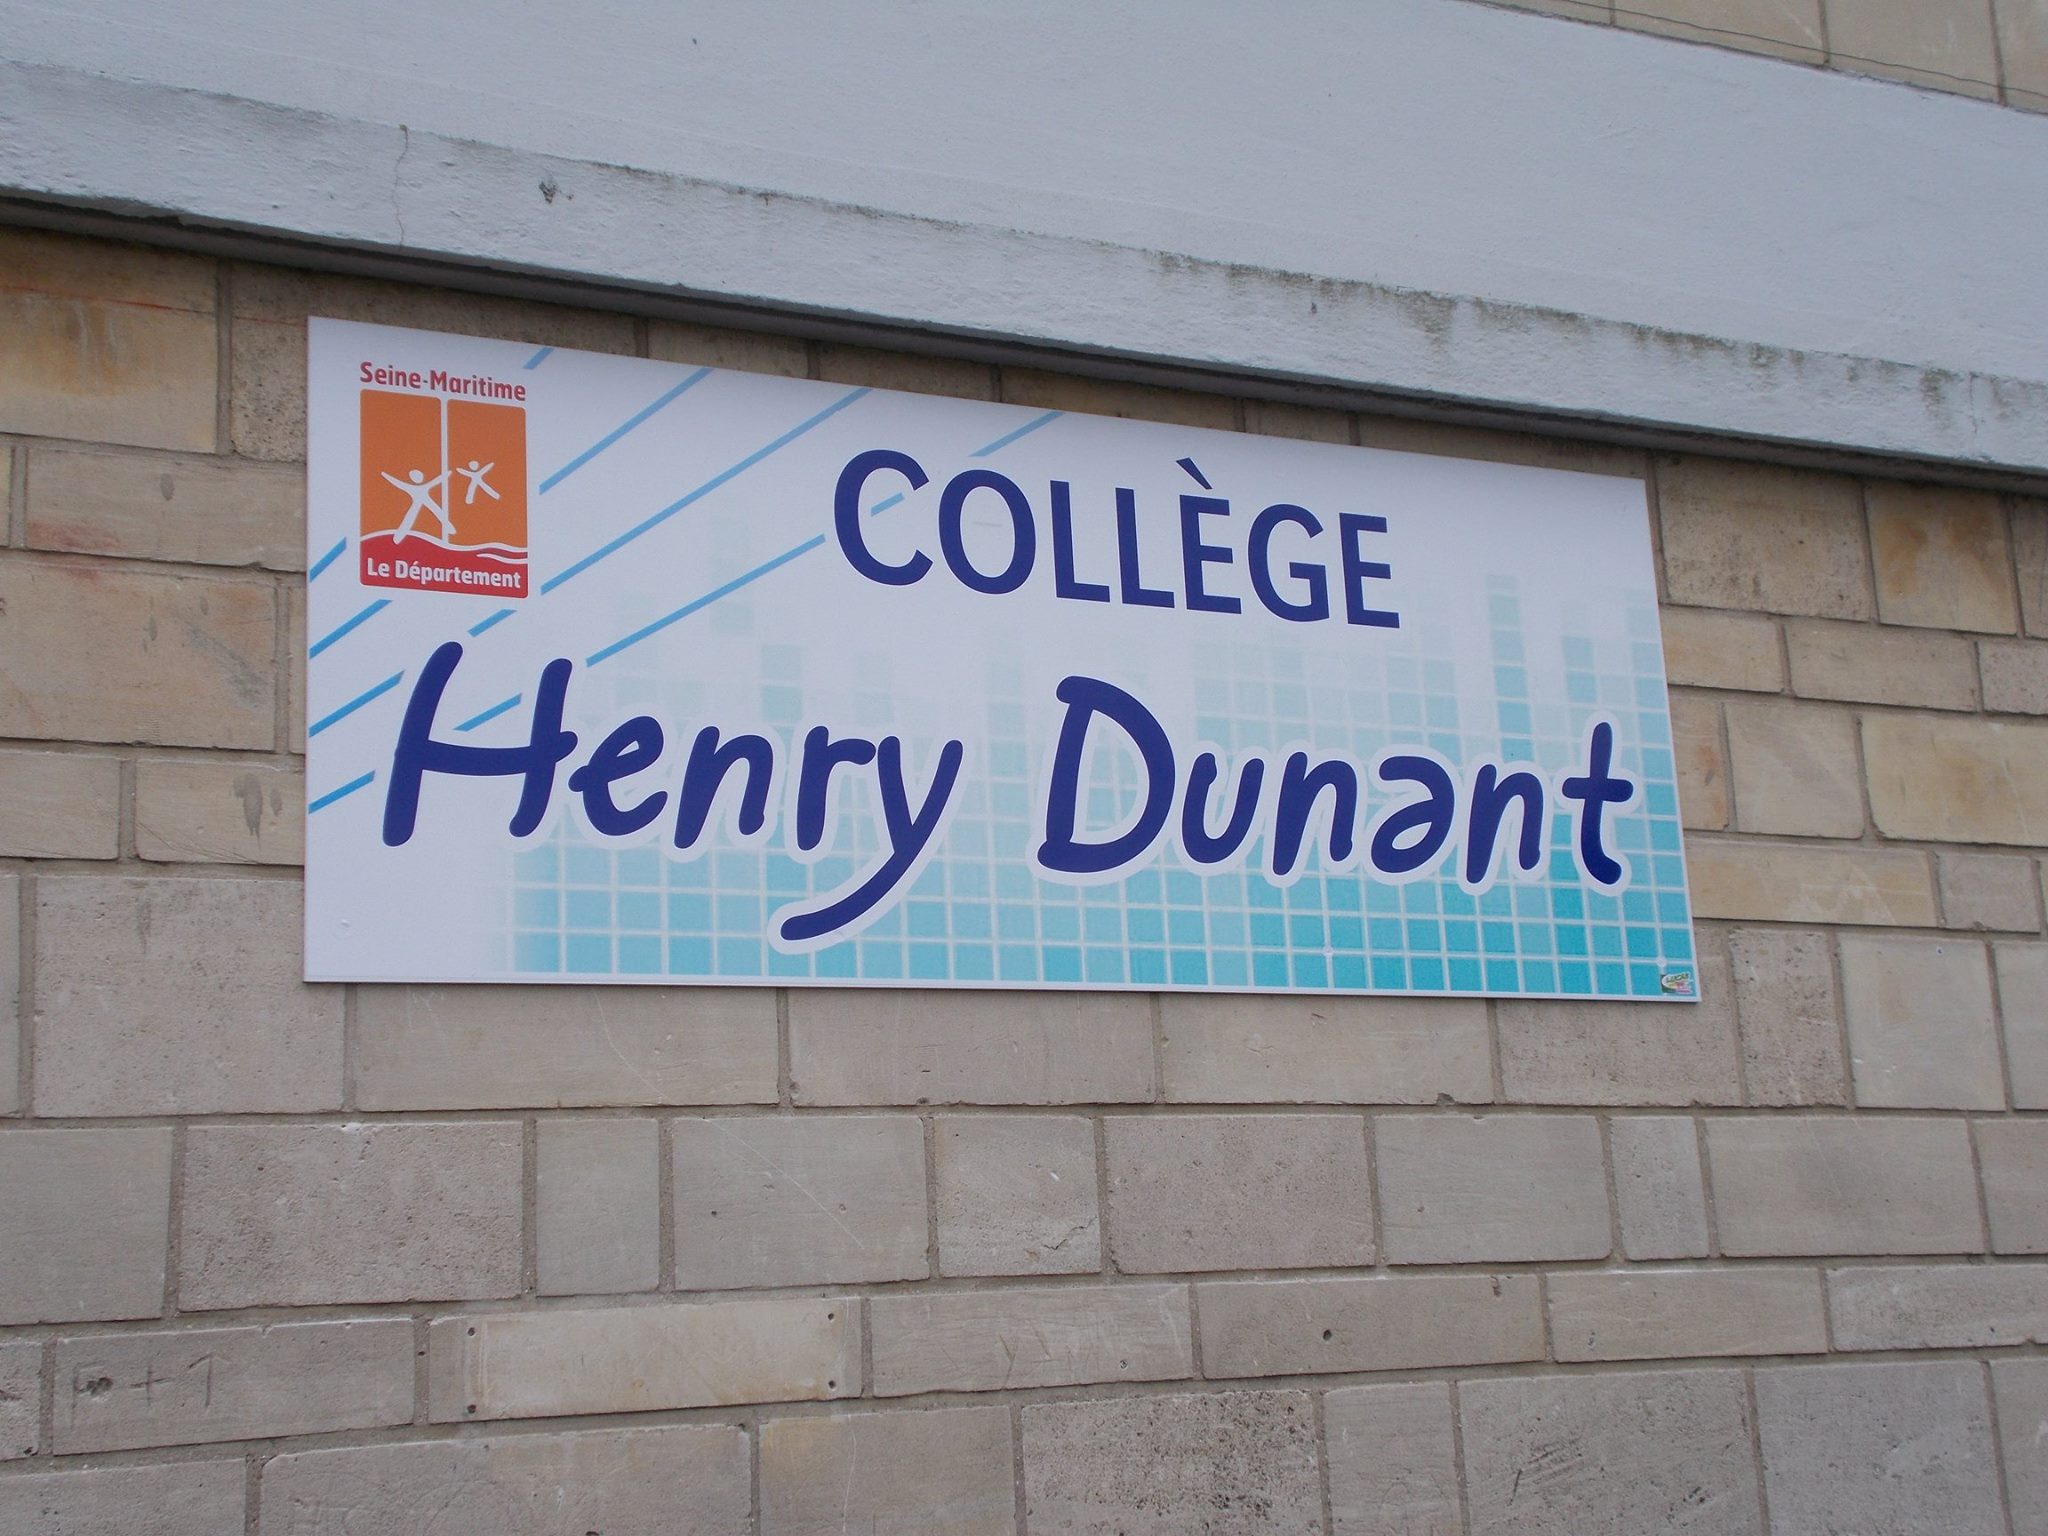 Seine-Maritime
Le Département
COLLÈGE
Henry Dunant